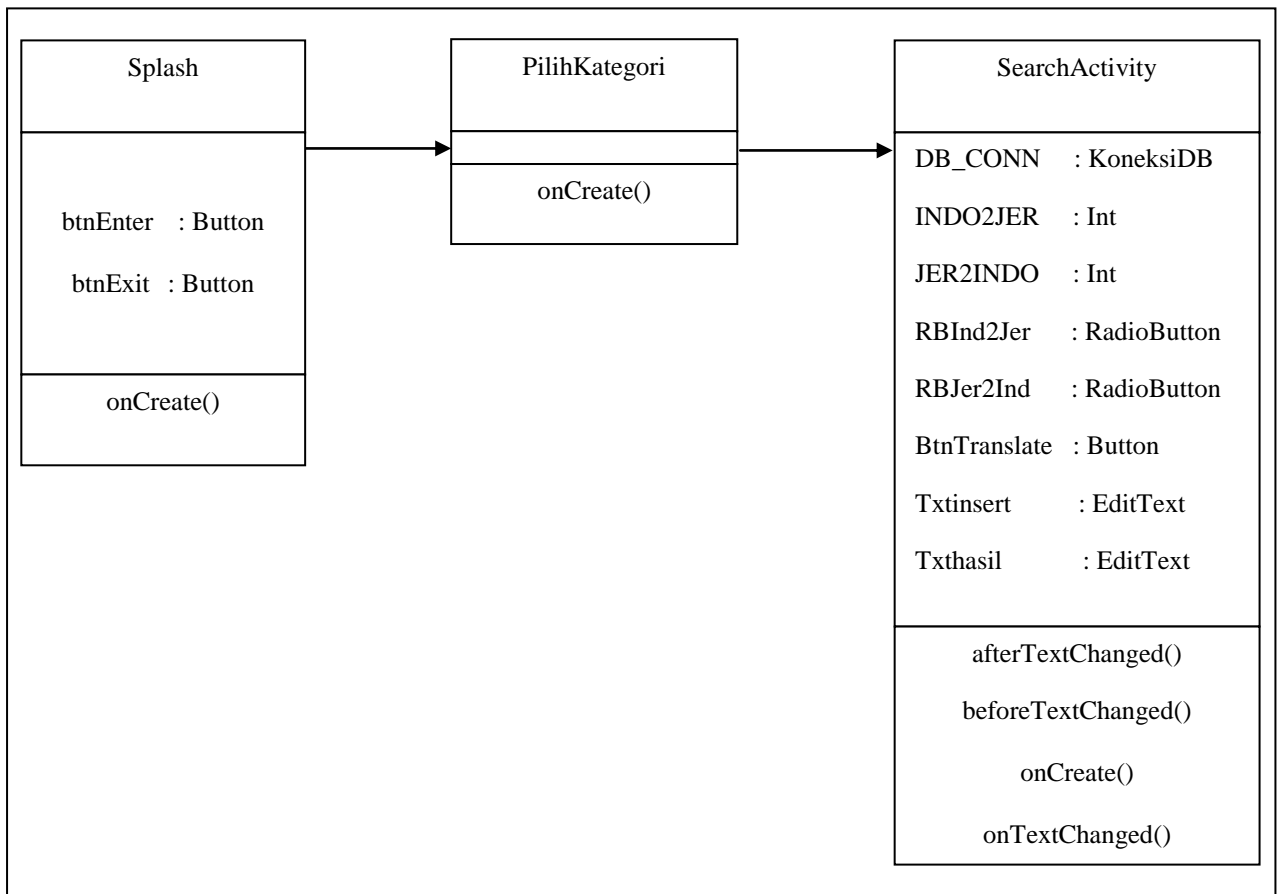 Splash
btnEnter : Button
btnExit : Button
onCreate()
PilihKategori
onCreate()
SearchActivity
DB_CONN : KoneksiDB
INDO2JER : Int
JER2INDO : Int
RBInd2Jer : RadioButton
RBJer2Ind : RadioButton
BtnTranslate : Button
Txtinsert : EditText
Txthasil : EditText
afterTextChanged()
beforeTextChanged()
onCreate()
onTextChanged()